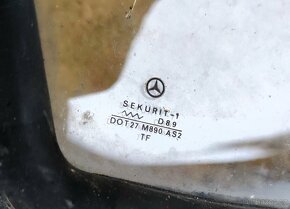 SEKURIT-1
D89
DOT27 M890 AS2
TF